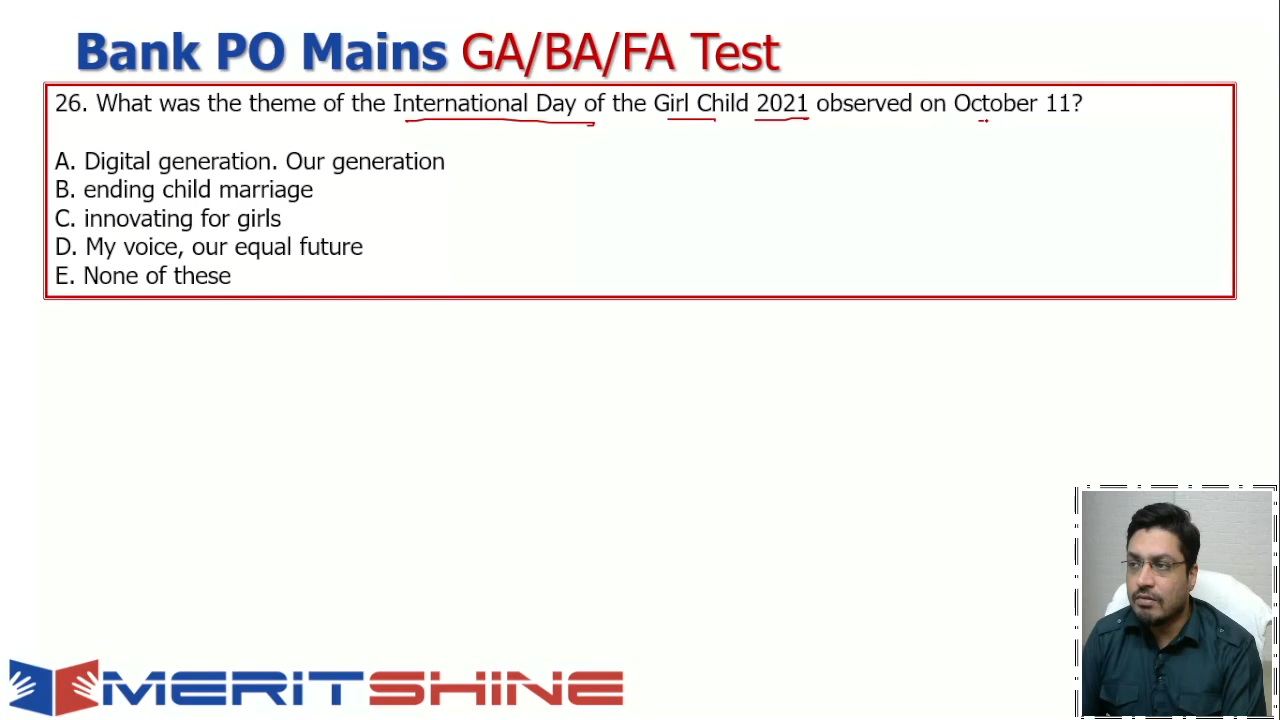 Bank PO Mains GA/BA/FA Test
26. What was the theme of the International Day of the Girl Child 2021 observed on October 11?
A. Digital generation. Our generation
B. ending child marriage
C. innovating for girls
D. My voice, our equal future
E. None of these
MERITSHINE